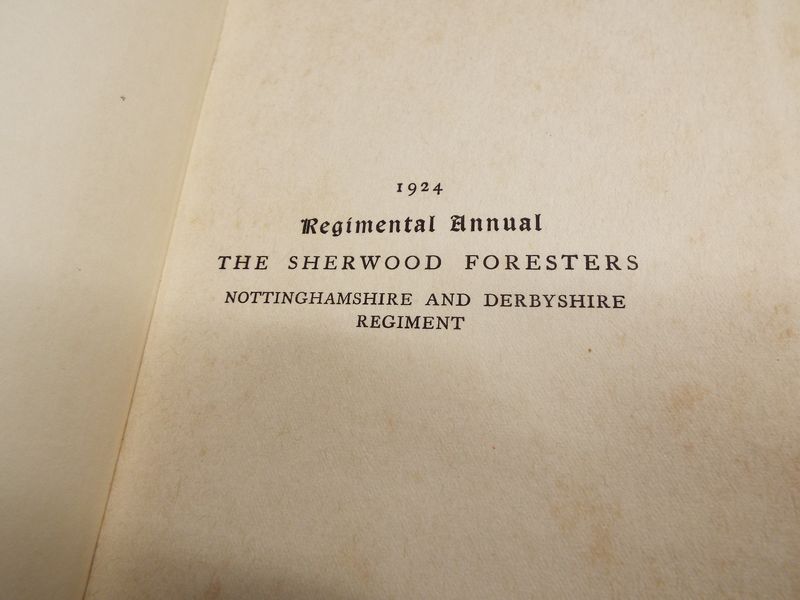 1924
Regimental Annual
THE SHERWOOD FORESTERS
NOTTINGHAMSHIRE AND DERBYSHIRE
REGIMENT